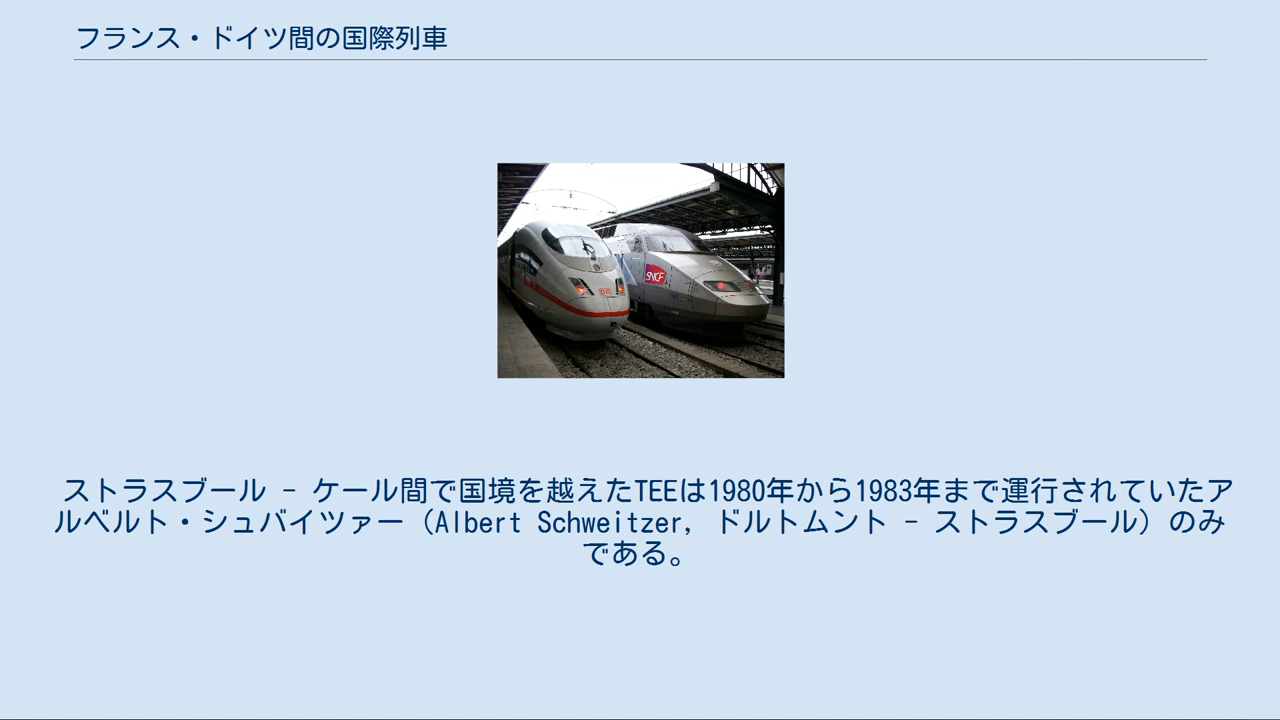 フランス・ドイツ間の国際列車
SNCF
ストラスブール - ケール間で国境を越えたTEEは1980年から1983年まで運行されていたア
ルベルト・シュバイツァー（Albert Schweitzer, ドルトムント - ストラスブール）のみ
である。